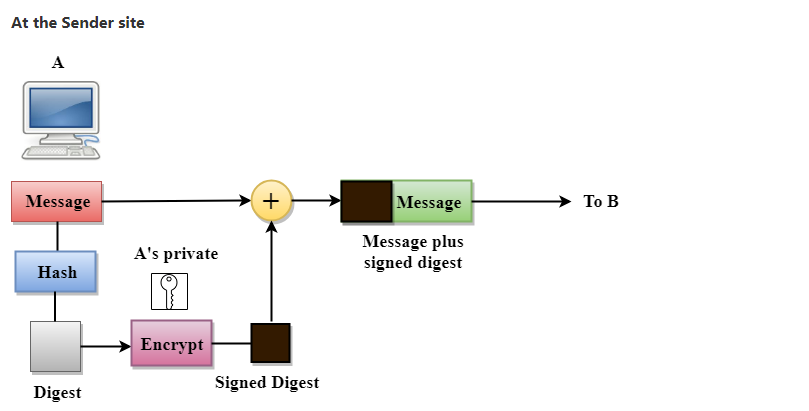 At the Sender site
A
Message
+
Message
To B
Message plus
signed digest
Hash
A's private
Encrypt
Signed Digest
Digest